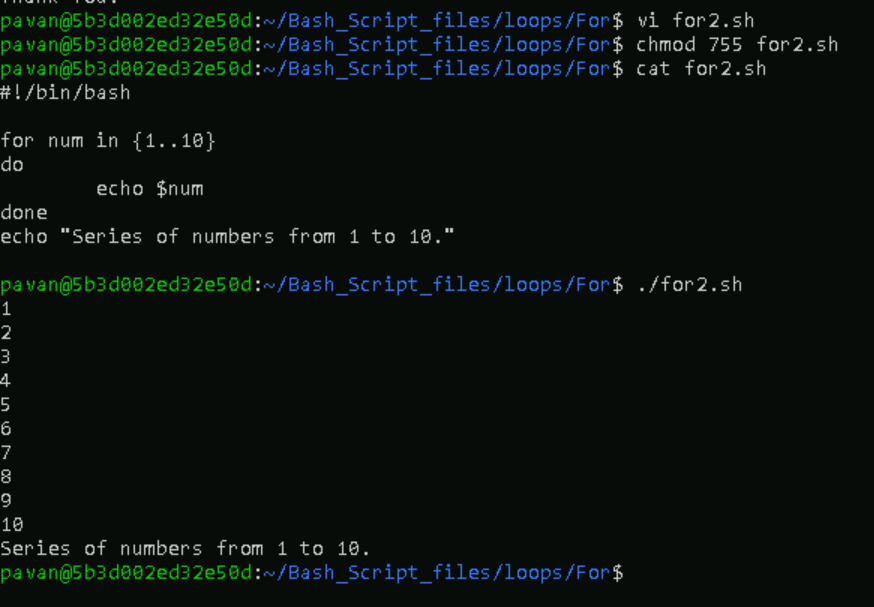 Thank You!
pavan@5b3d002ed32e50d:~/Bash_Script_files/loops/For$ vi for2.sh
pavan@5b3d002ed32e50d:~/Bash_Script_files/loops/For$ chmod 755 for2.sh
pavan@5b3d002ed32e50d:~/Bash_Script_files/loops/For$ cat for2.sh
#!/bin/bash

for num in {1..10}
do
        echo $num
done
echo "Series of numbers from 1 to 10."

pavan@5b3d002ed32e50d:~/Bash_Script_files/loops/For$ ./for2.sh
1
2
3
4
5
6
7
8
9
10
Series of numbers from 1 to 10.
pavan@5b3d002ed32e50d:~/Bash_Script_files/loops/For$